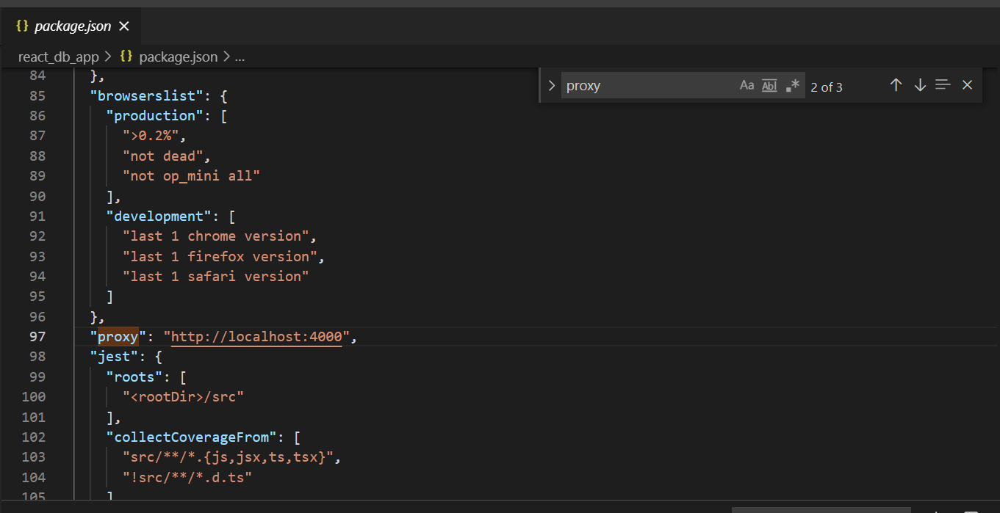 {} package.json ×
react_db_app > {} package.json > ...
proxy Aa Abl .* 2 of 3
84 },
85 "browserslist": {
86 "production": [
87 ">0.2%",
88 "not dead",
89 "not op_mini all"
90 ],
91 "development": [
92 "last 1 chrome version",
93 "last 1 firefox version",
94 "last 1 safari version"
95 ]
96 },
97 "proxy": "http://localhost:4000",
98 "jest": {
99 "roots": [
100 "<rootDir>/src"
101 ],
102 "collectCoverageFrom": [
103 "src/**/*.{js,jsx,ts,tsx}",
104 "!src/**/*.d.ts"
105 ]